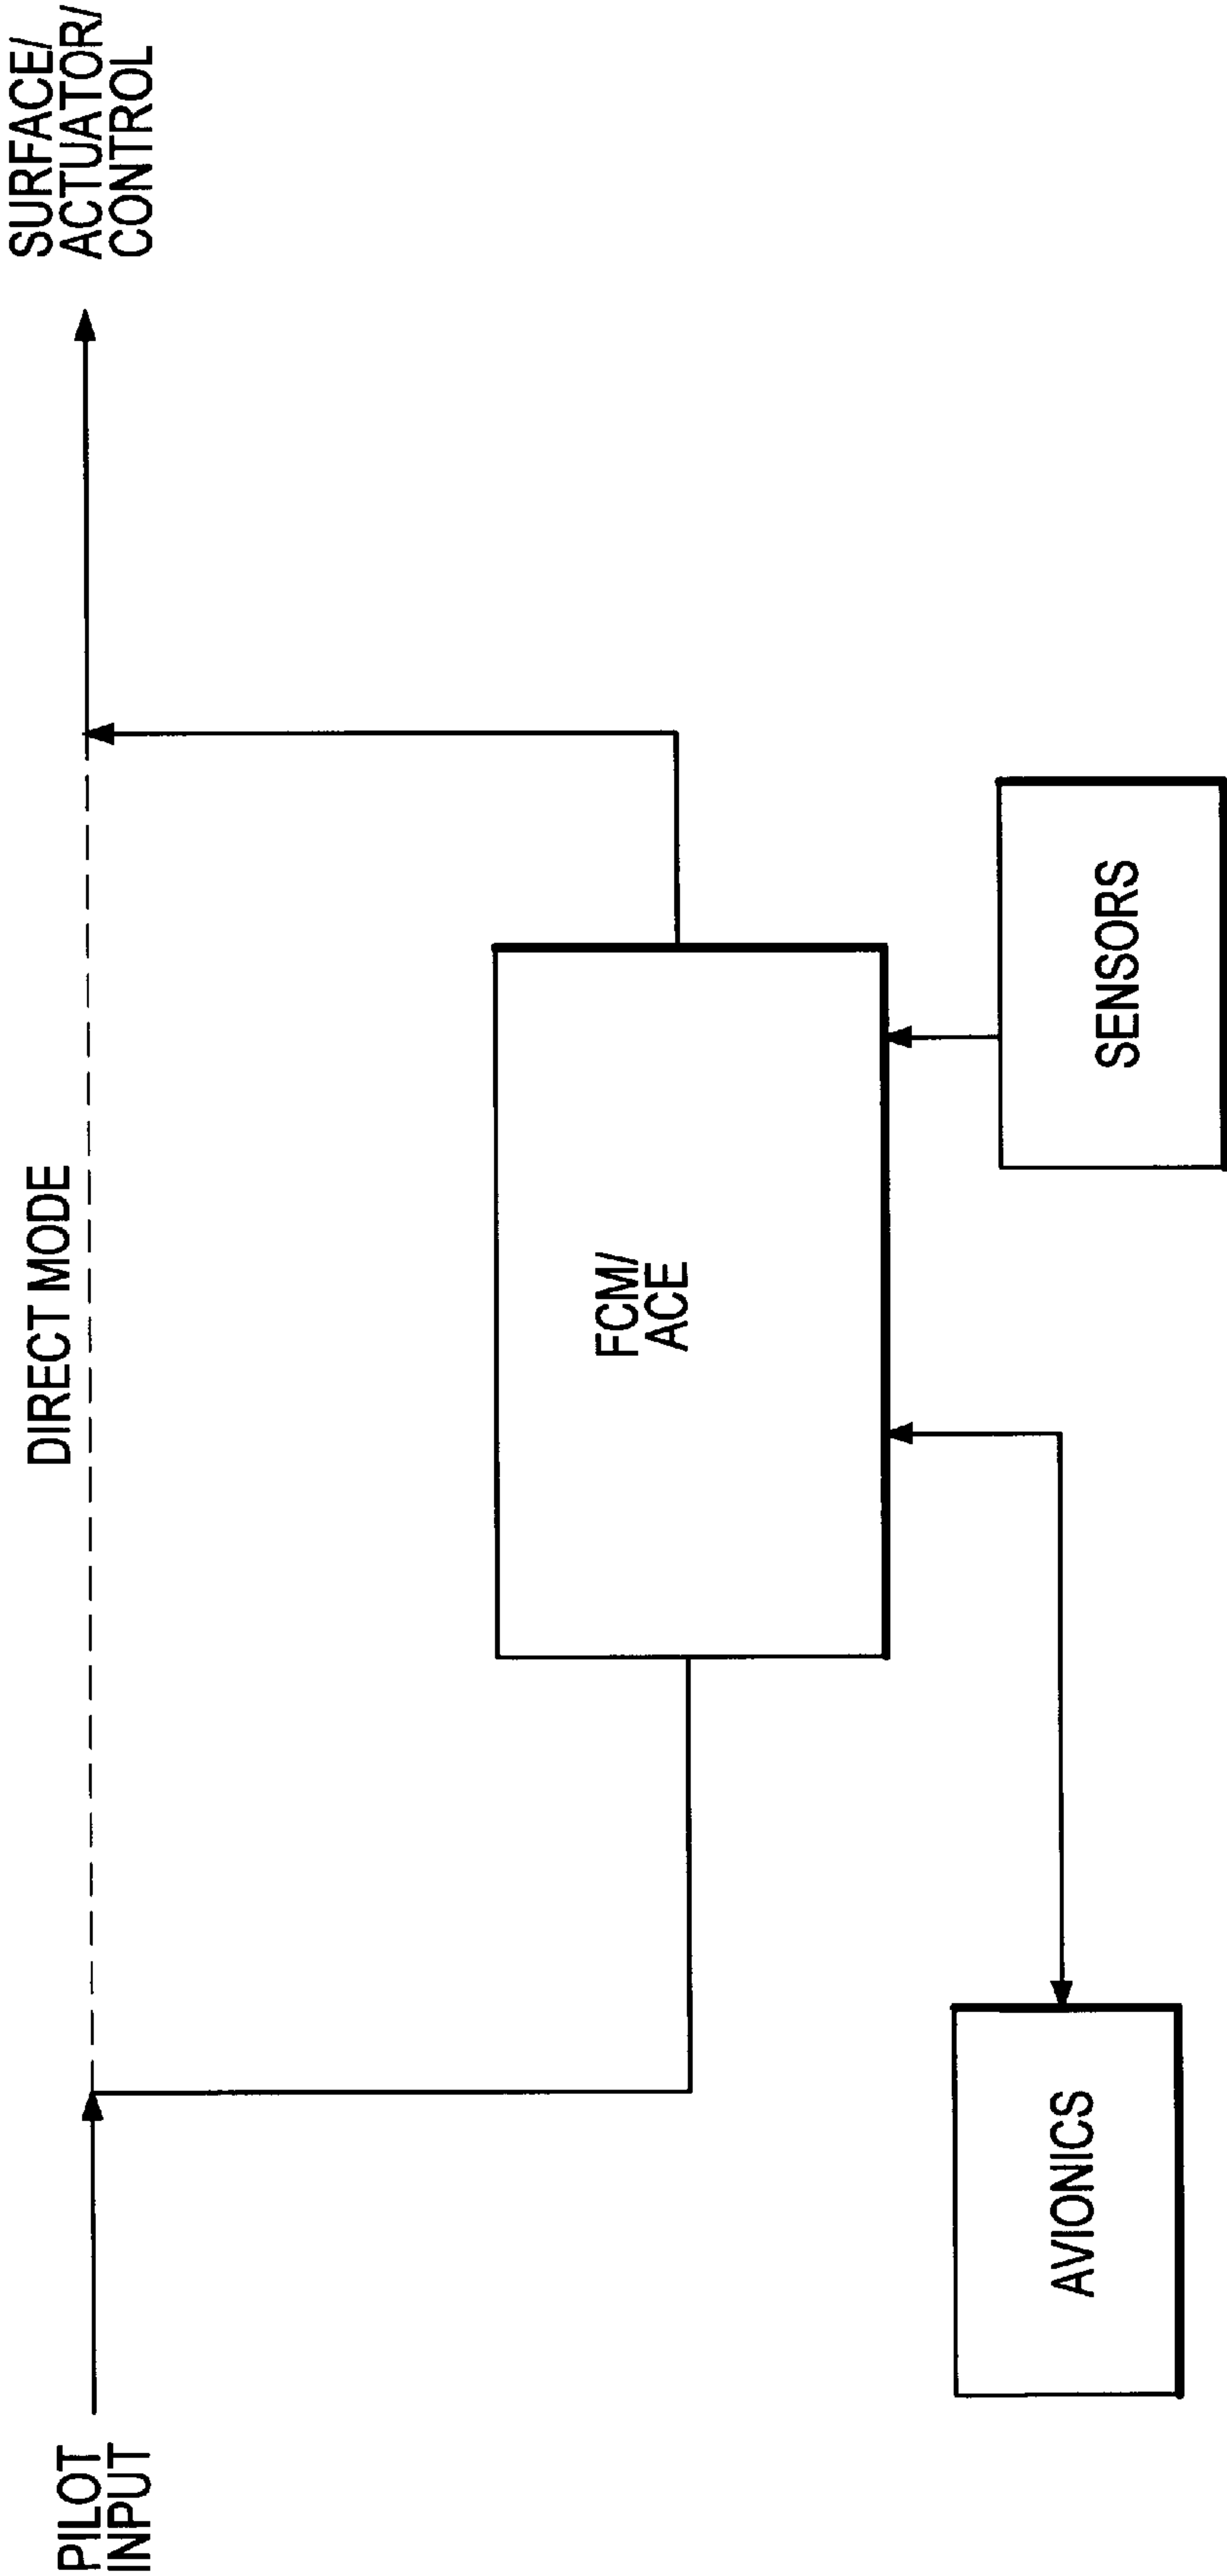 PILOT
INPUT
DIRECT MODE
SURFACE/
ACTUATOR/
CONTROL
FCM/
ACE
AVIONICS
SENSORS